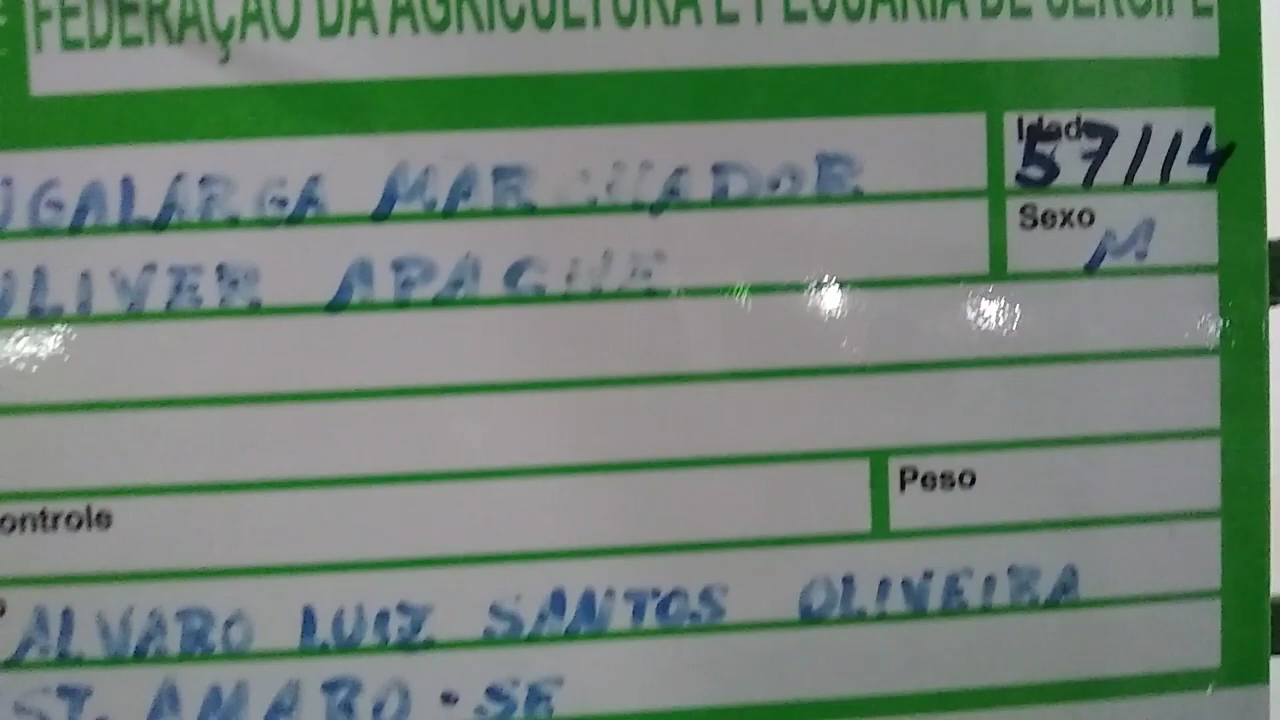 FEDERAÇÃO DA AGRICULTURA E PECUÁRIA DE SERGIPE
Idade
57/14
MARCHADOR
Sexo
M
OLIVER APACHE
ontrole
Peso
ALVARO LUIZ SANTOS OLIVEIRA
ST. AMARO - SE